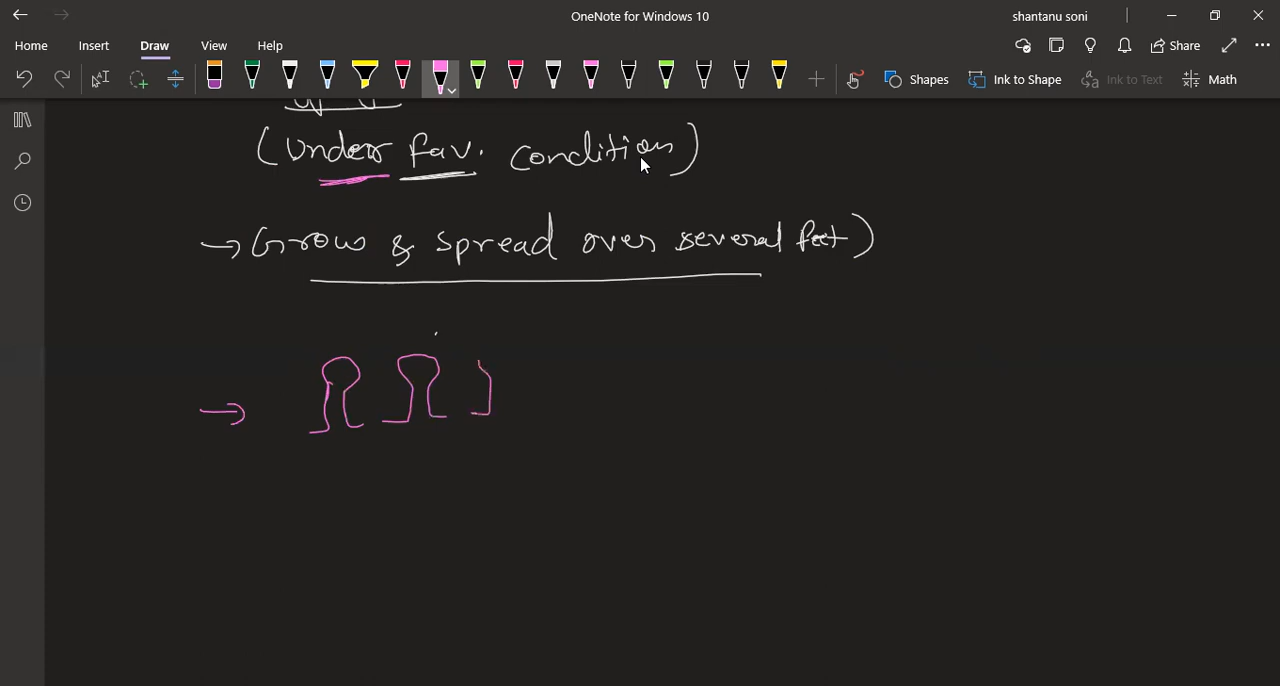 OneNote for Windows 10
shantanu soni
Home Insert Draw View Help
Share
Shapes Ink to Shape Ink to Text Math
(Under fav. condition)
→ Grow & spread over several feet)
→